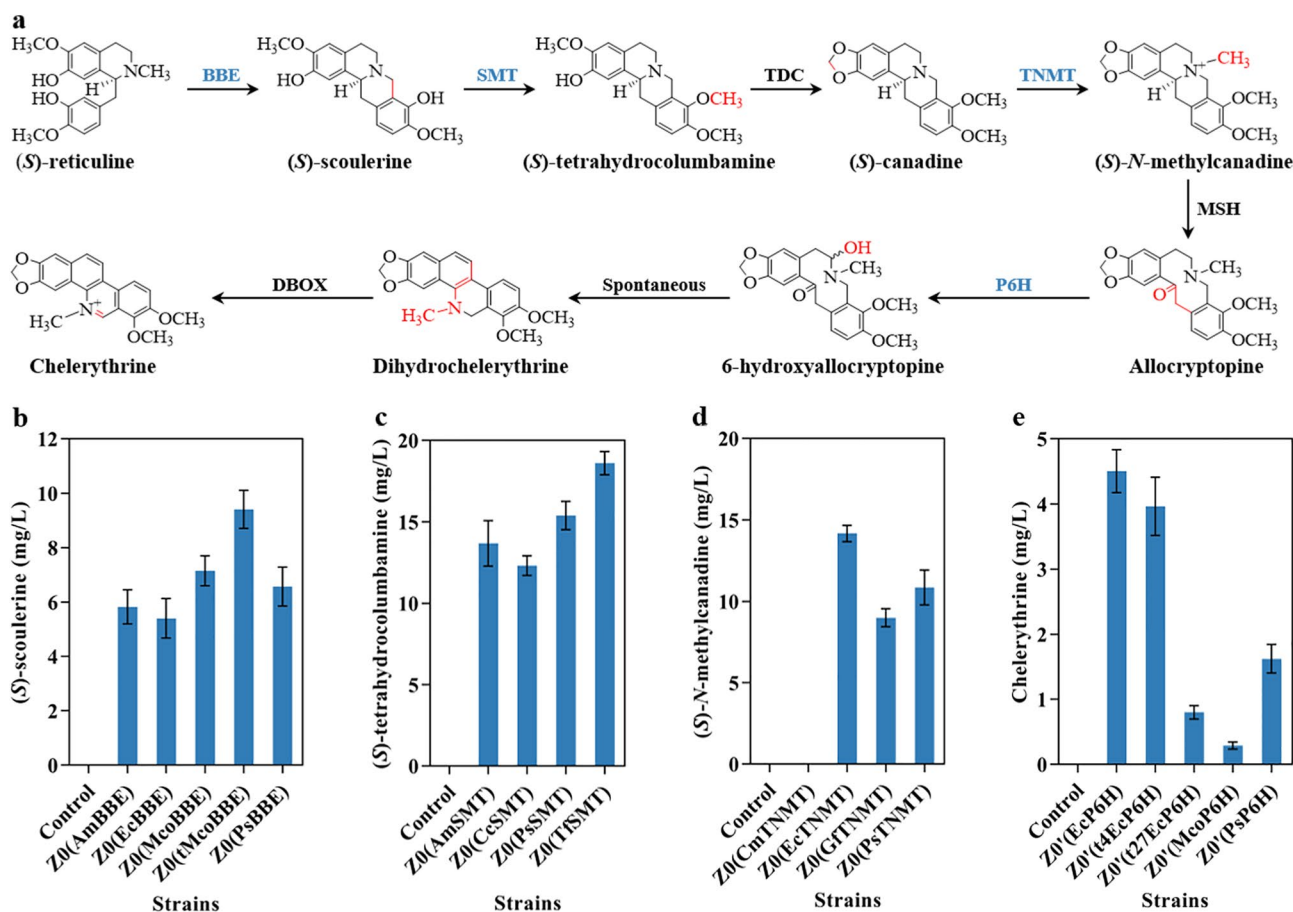 a
H₃CO
HO
HO
H₃CO
N
CH₃
H
BBE
H₃CO
HO
N
H
OH
OCH₃
SMT
H₃CO
HO
N
H
OCH₃
OCH₃
TDC
O
O
N
H
OCH₃
OCH₃
TNMT
O
O
N+
CH₃
H
OCH₃
OCH₃
(S)-reticuline
(S)-scoulerine
(S)-tetrahydrocolumbamine
(S)-canadine
(S)-N-methylcanadine
MSH
O
O
N+
H₃C
OCH₃
OCH₃
DBOX
O
O
N
H₃C
OCH₃
OCH₃
Spontaneous
O
O
OH
N
CH₃
O
OCH₃
OCH₃
P6H
O
O
N
CH₃
O
OCH₃
OCH₃
Chelerythrine
Dihydrochelerythrine
6-hydroxyallocryptopine
Allocryptopine
b
(S)-scoulerine (mg/L)
12
10
8
6
4
2
0
Control
Z0(AmBBE)
Z0(EcBBE)
Z0(McoBBE)
Z0(tMcoBBE)
Z0(PsBBE)
Strains
c
(S)-tetrahydrocolumbamine (mg/L)
20
15
10
5
0
Control
Z0(AmSMT)
Z0(CcSMT)
Z0(PsSMT)
Z0(TfSMT)
Strains
d
(S)-N-methylcanadine (mg/L)
20
15
10
5
0
Control
Z0(CmTNMT)
Z0(EcTNMT)
Z0(GfTNMT)
Z0(PsTNMT)
Strains
e
Chelerythrine (mg/L)
5
4
3
2
1
0
Control
Z0'(EcP6H)
Z0'(t4EcP6H)
Z0'(t27EcP6H)
Z0'(McoP6H)
Z0'(PsP6H)
Strains